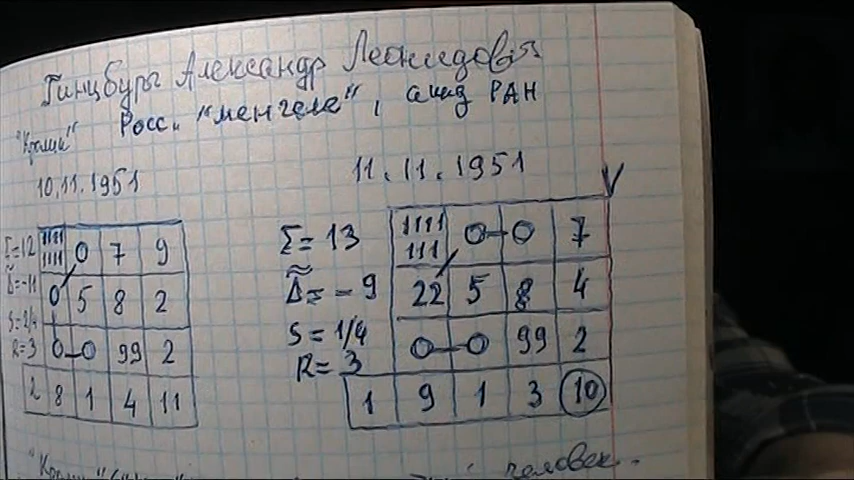 Гинцбург Александр Леонидович
Росс. "менгеле", акад РАН
"Кролик"
10.11.1951
11.11.1951
Σ=12
Δ=-11
S=2/4
R=3
1111 1111 0 7 9
0 5 8 2
0-0 99 2
2 8 1 4 11
Σ= 13
Δ= - 9
S= 1/4
R= 3
1111 111 0-0 7
22 5 8 4
0-0 99 2
1 9 1 3 10
человек.